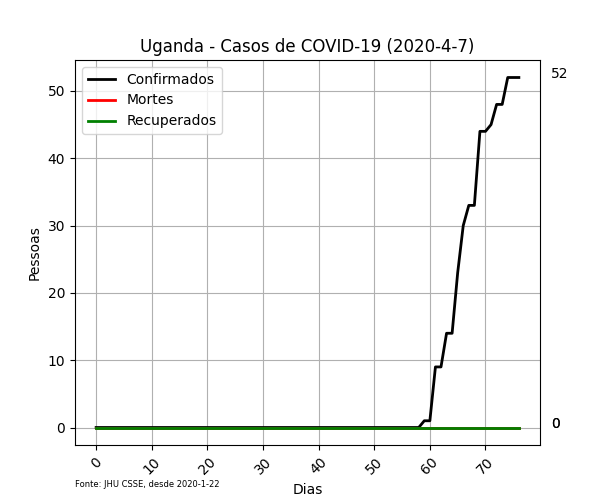 Uganda - Casos de COVID-19 (2020-4-7)
Confirmados
Mortes
Recuperados
52
50
40
30
20
10
0
0
Pessoas
0 10 20 30 40 50 60 70
Fonte: JHU CSSE, desde 2020-1-22
Dias